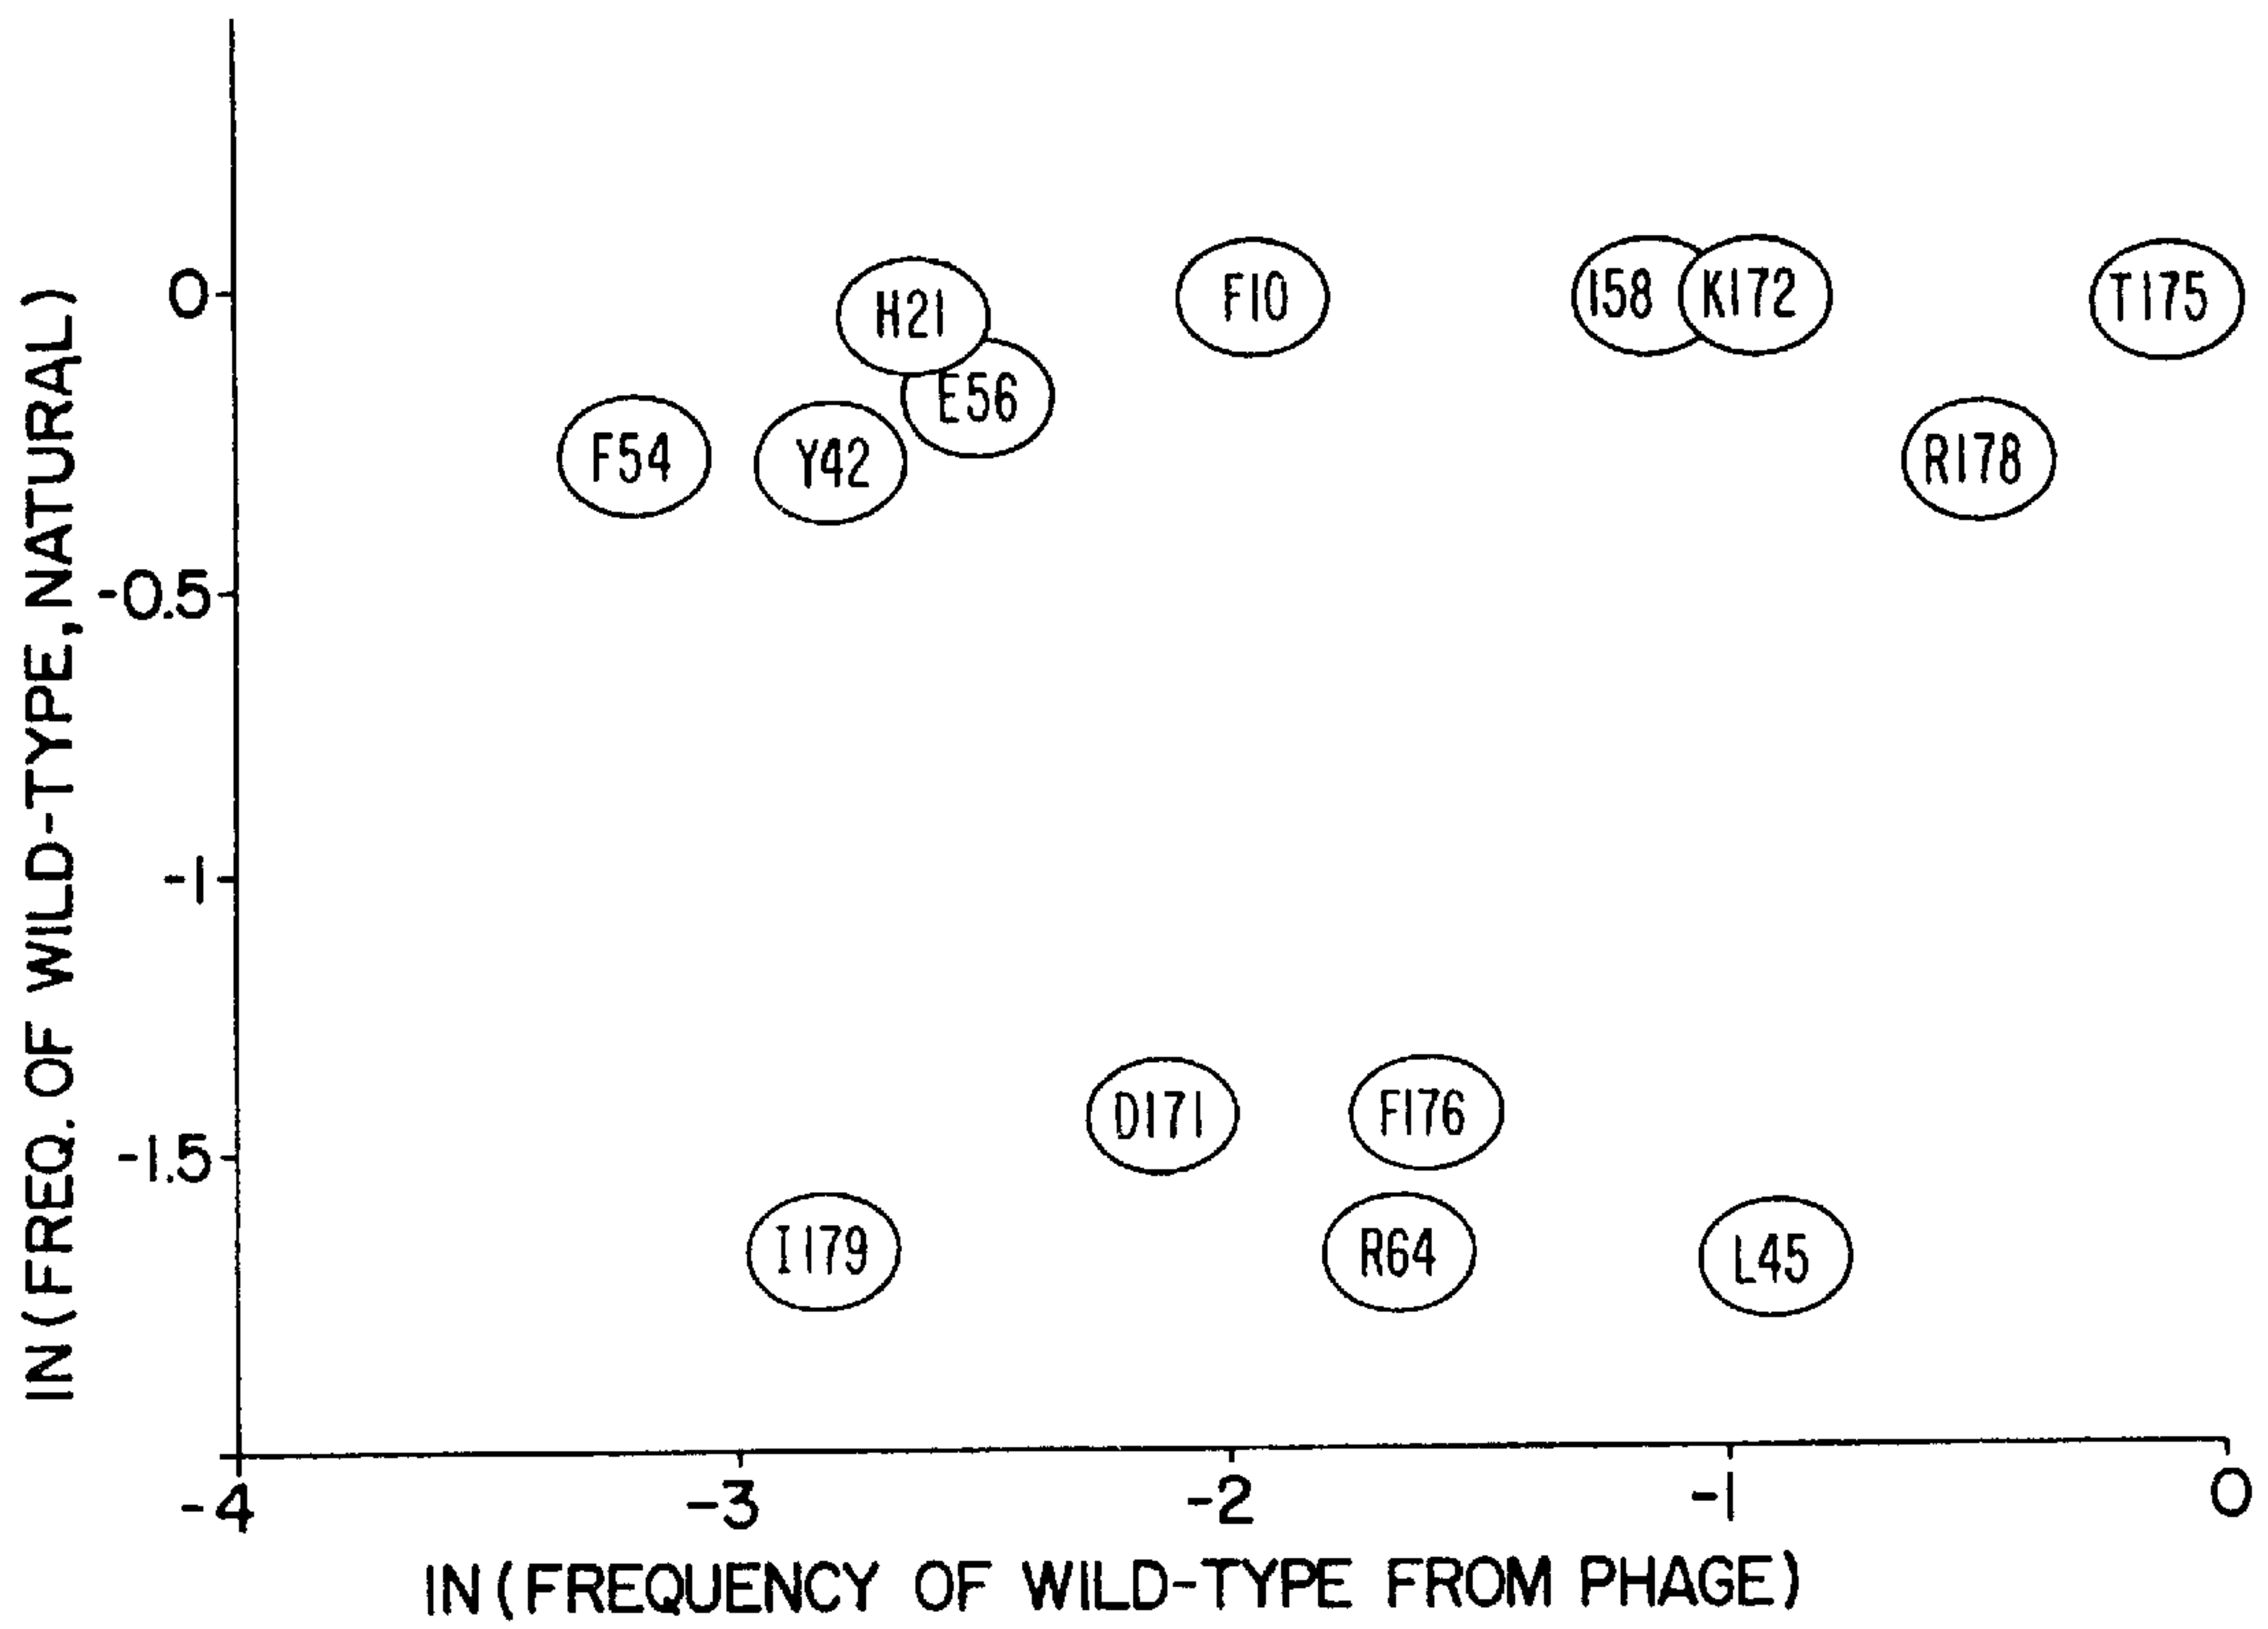 IN(FREQ. OF WILD-TYPE, NATURAL)
0
-0.5
-1
-1.5
H21
F10
I58
K172
T175
E56
F54
Y42
R178
D171
F176
I179
R64
L45
-4
-3
-2
-1
0
IN(FREQUENCY OF WILD-TYPE FROM PHAGE)